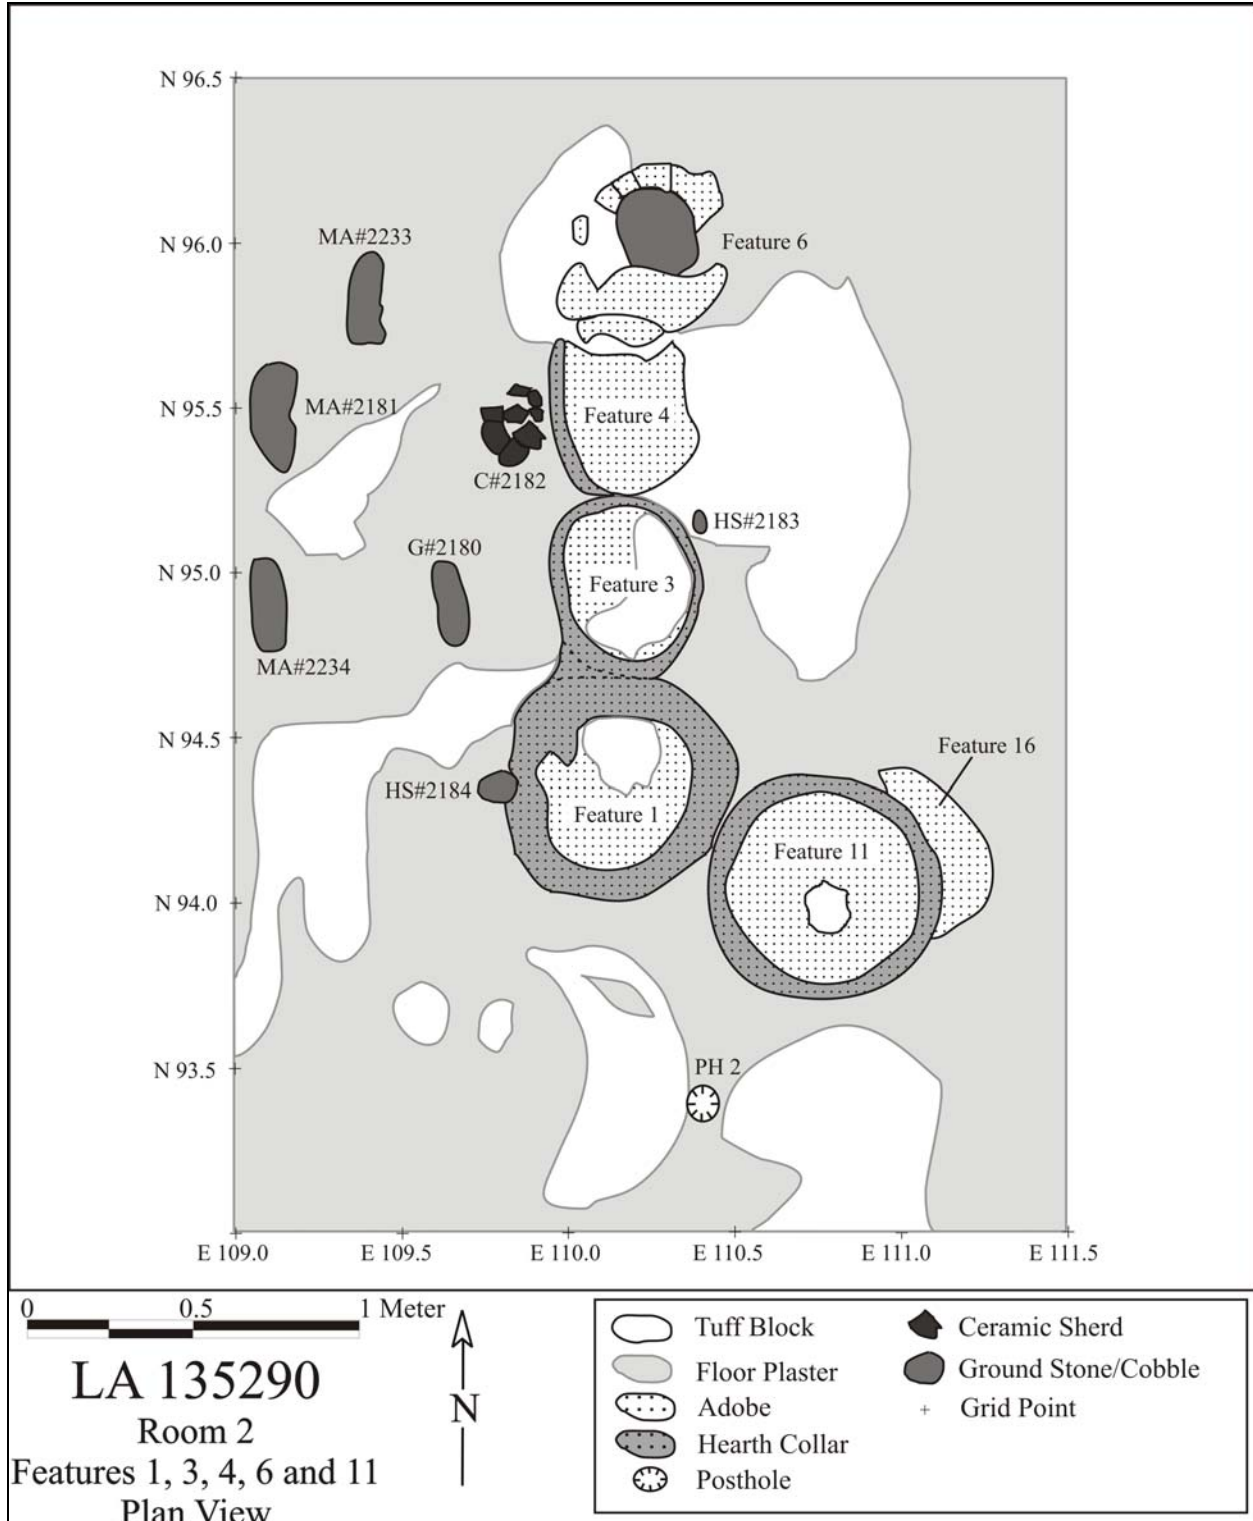 N 96.5
N 96.0
MA#2233
Feature 6
N 95.5
MA#2181
Feature 4
C#2182
HS#2183
G#2180
N 95.0
Feature 3
MA#2234
N 94.5
Feature 16
HS#2184
Feature 1
Feature 11
N 94.0
N 93.5
PH 2
E 109.0
E 109.5
E 110.0
E 110.5
E 111.0
E 111.5
0 0.5 1 Meter
LA 135290
Room 2
Features 1, 3, 4, 6 and 11
Plan View
N
Tuff Block
Floor Plaster
Adobe
Hearth Collar
Posthole
Ceramic Sherd
Ground Stone/Cobble
Grid Point